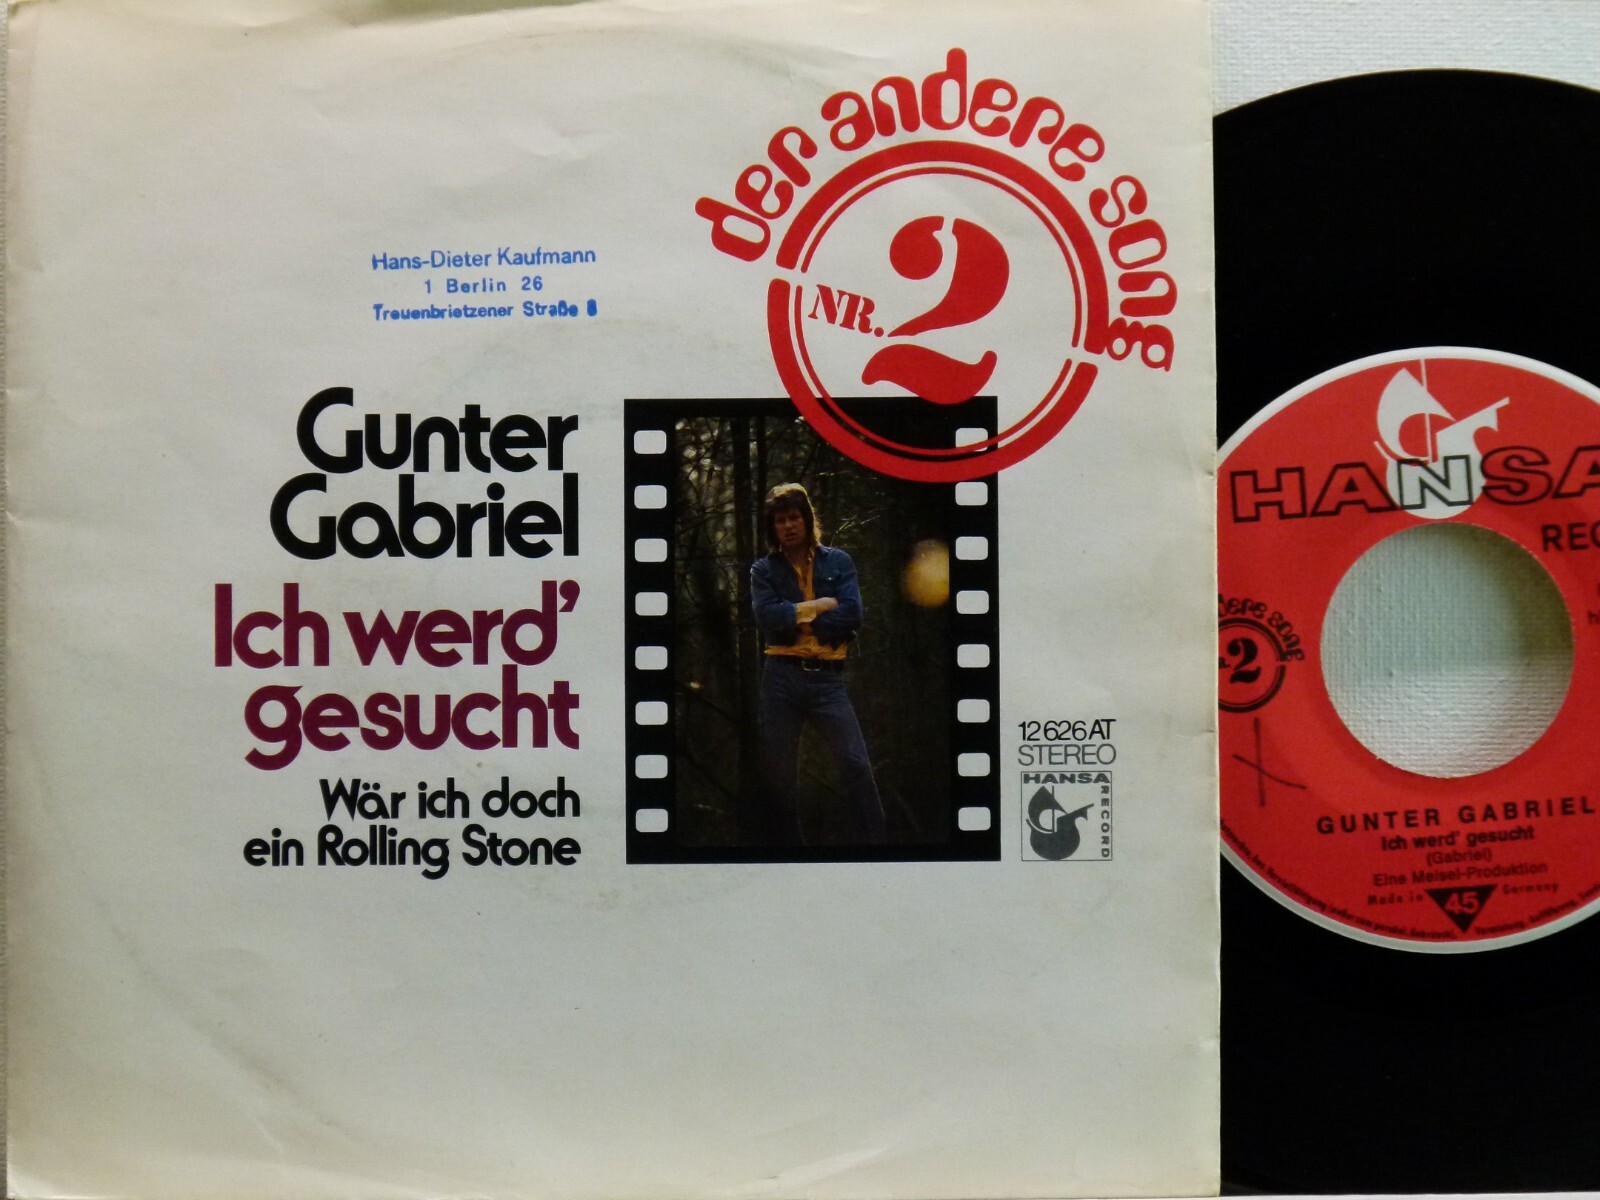 der andere song
NR. 2
Hans-Dieter Kaufmann
1 Berlin 26
Treuenbrietzener Straße 8
Gunter
Gabriel
Ich werd'
gesucht
Wär ich doch
ein Rolling Stone
12 626 AT
STEREO
HANSA
RECORD
HANSA
REC
dere song
2
GUNTER GABRIEL
Ich werd' gesucht
(Gabriel)
Eine Meisel-Produktion
Made in 45 Germany